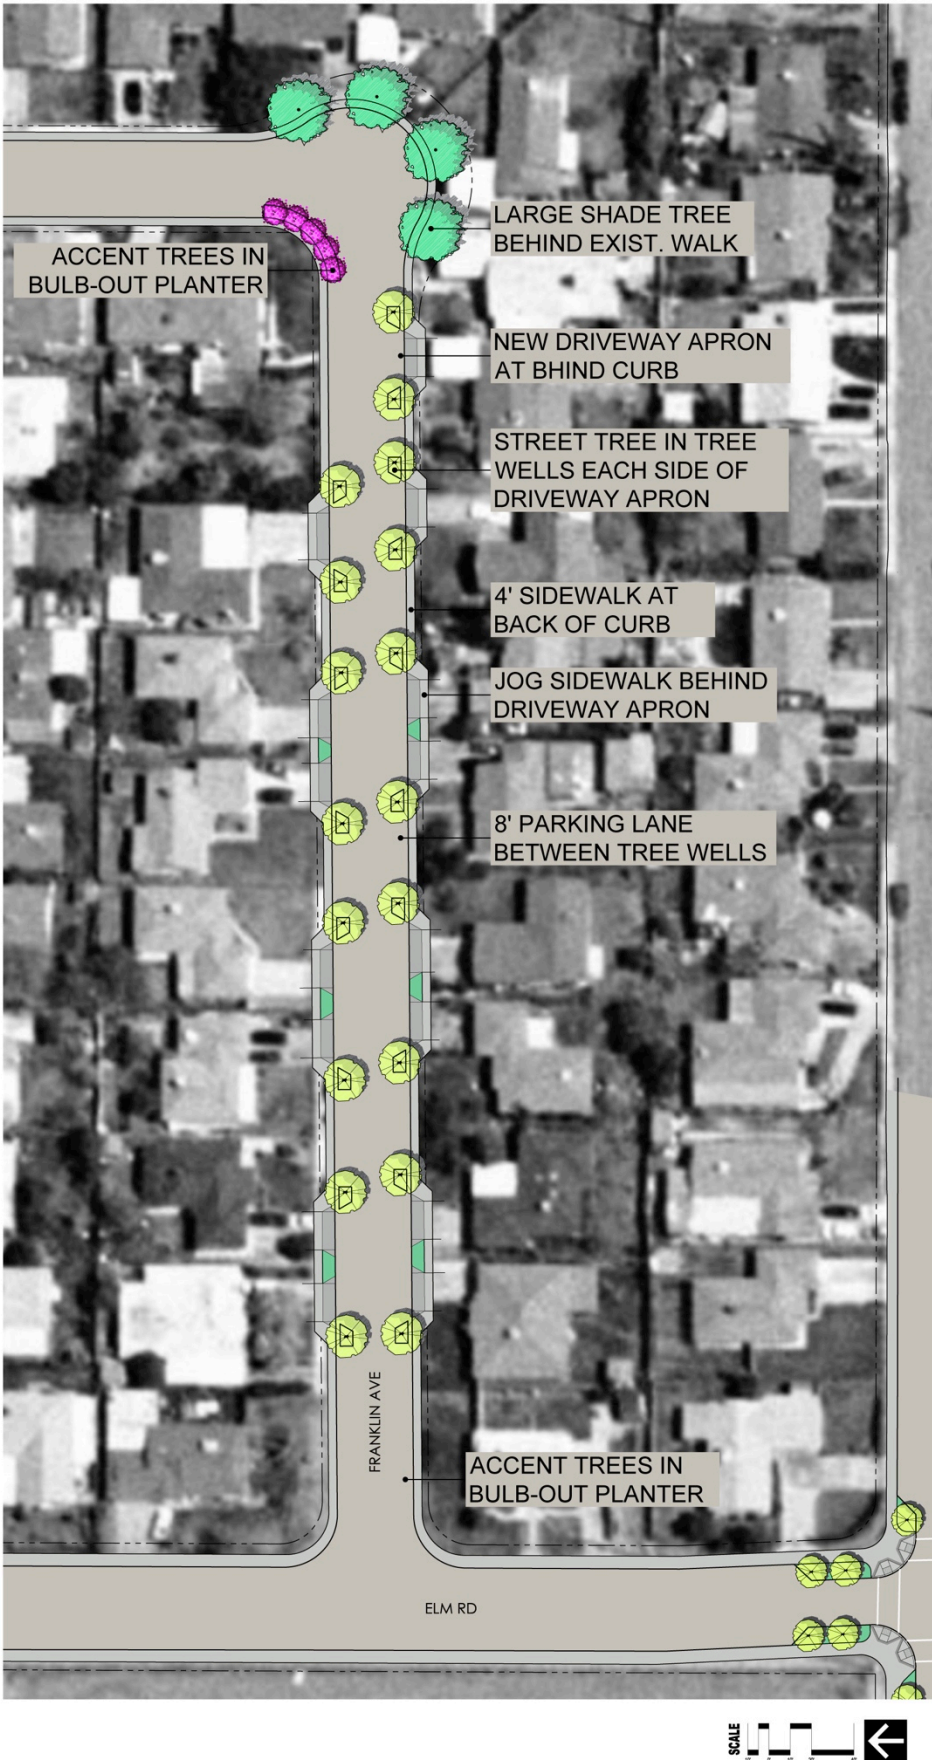 LARGE SHADE TREE
BEHIND EXIST. WALK
ACCENT TREES IN
BULB-OUT PLANTER
NEW DRIVEWAY APRON
AT BHIND CURB
STREET TREE IN TREE
WELLS EACH SIDE OF
DRIVEWAY APRON
4' SIDEWALK AT
BACK OF CURB
JOG SIDEWALK BEHIND
DRIVEWAY APRON
8' PARKING LANE
BETWEEN TREE WELLS
FRANKLIN AVE
ACCENT TREES IN
BULB-OUT PLANTER
ELM RD
SCALE